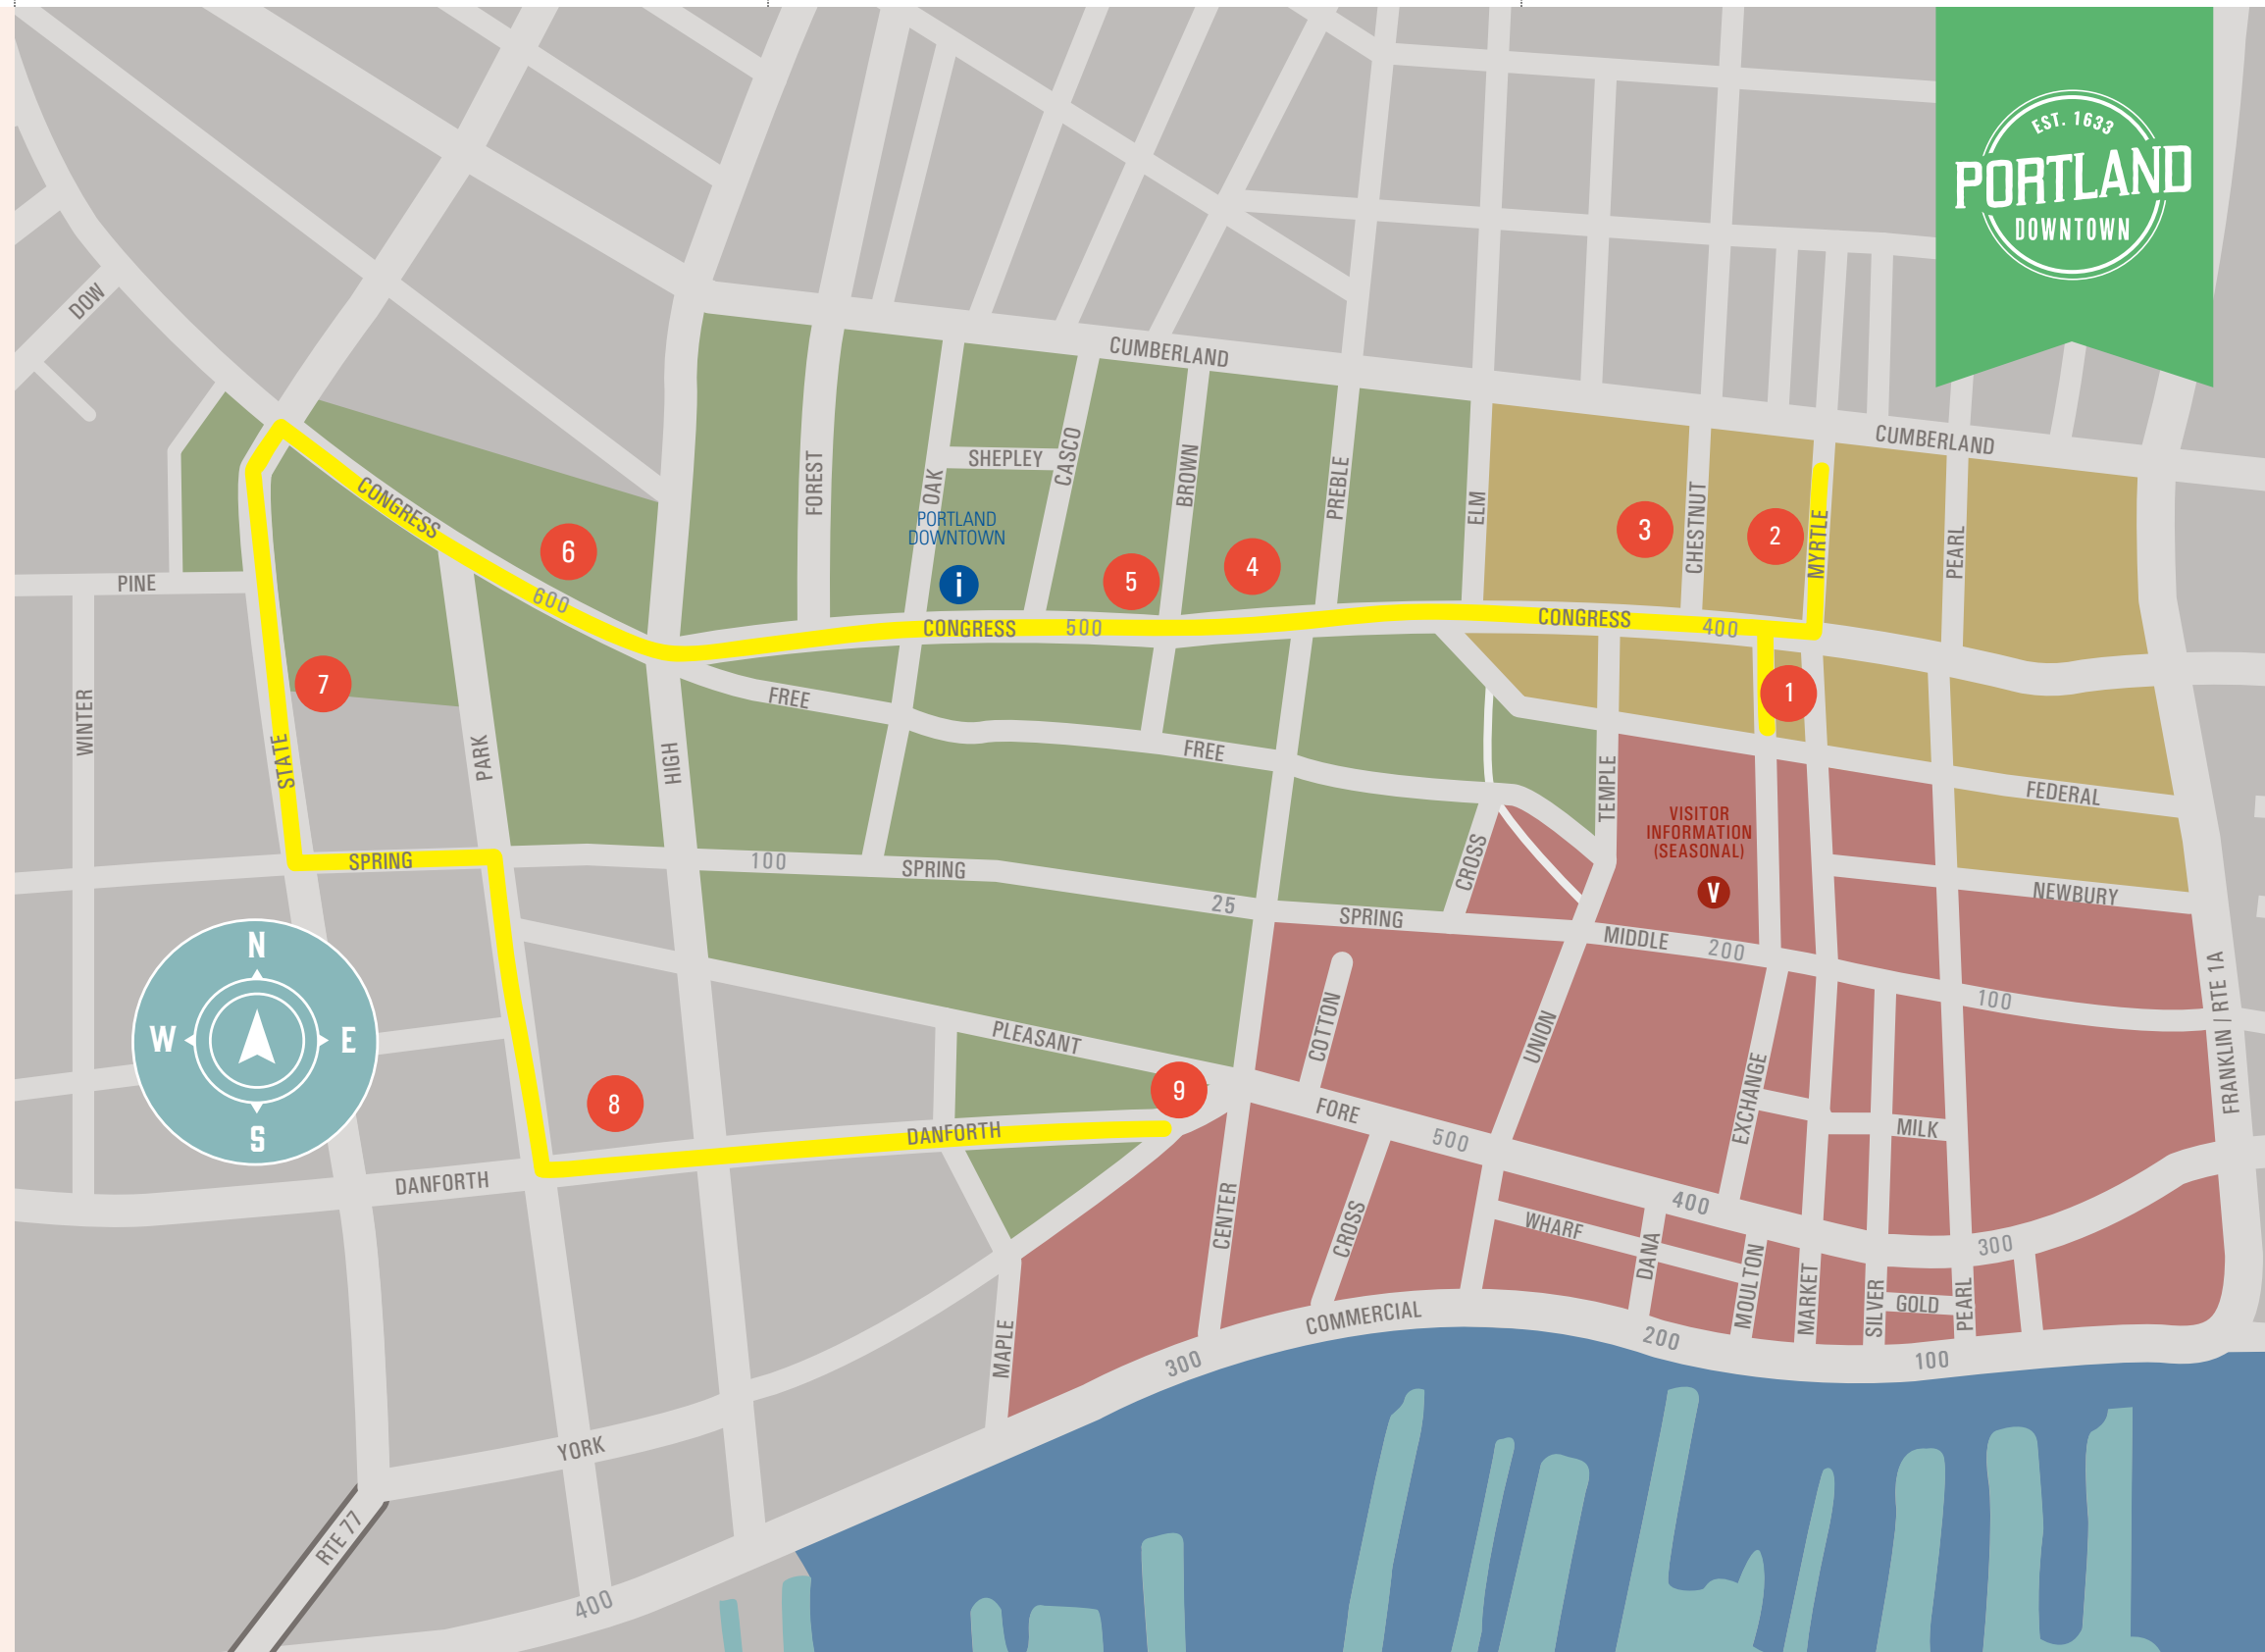 EST. 1633
PORTLAND
DOWNTOWN
DOW
CUMBERLAND
CUMBERLAND
SHEPLEY
CASCO
FOREST
OAK
BROWN
PREBLE
ELM
CHESTNUT
MYRTLE
PEARL
PORTLAND
DOWNTOWN
i
CONGRESS
600
6
5
4
3
2
1
PINE
CONGRESS
500
CONGRESS
400
7
WINTER
STATE
PARK
HIGH
FREE
FREE
TEMPLE
FEDERAL
VISITOR
INFORMATION
(SEASONAL)
V
CROSS
SPRING
100
SPRING
25
SPRING
MIDDLE
200
NEWBURY
100
FRANKLIN | RTE 1A
N
W
E
S
PLEASANT
COTTON
UNION
EXCHANGE
8
9
FORE
500
MILK
DANFORTH
DANFORTH
400
300
CENTER
CROSS
WHARF
DANA
MOULTON
MARKET
SILVER
GOLD
PEARL
MAPLE
COMMERCIAL
300
200
100
YORK
RTE 77
400